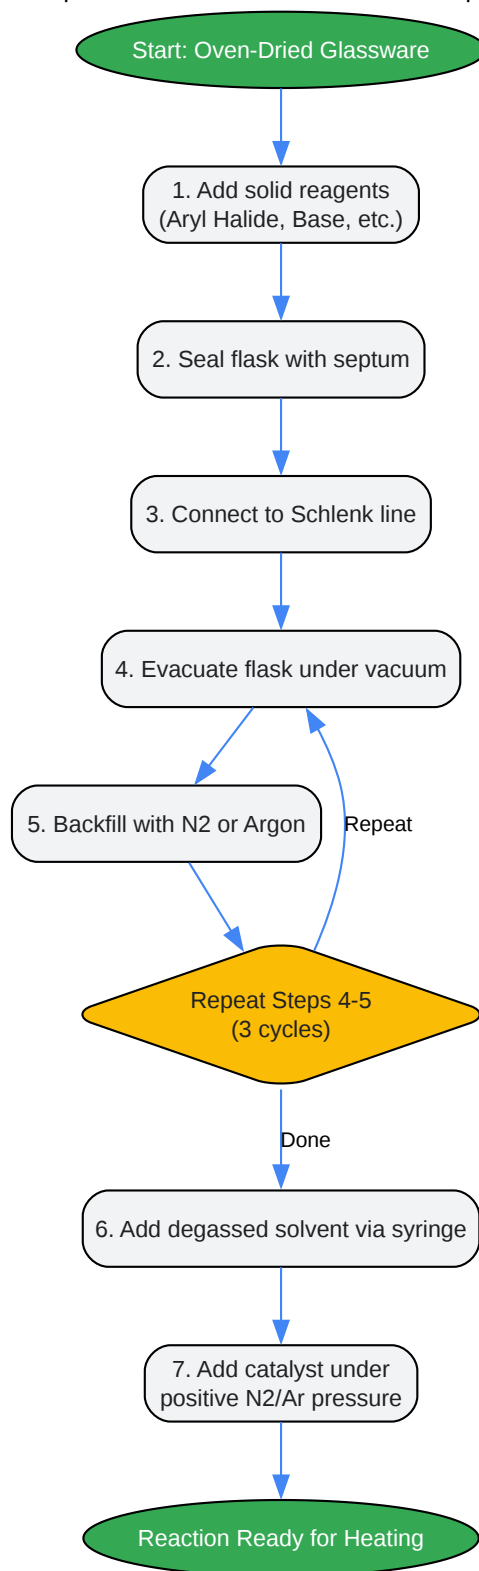 Start: Oven-Dried Glassware
1. Add solid reagents
(Aryl Halide, Base, etc.)
2. Seal flask with septum
3. Connect to Schlenk line
4. Evacuate flask under vacuum
5. Backfill with N2 or Argon
Repeat
Repeat Steps 4-5
(3 cycles)
Done
6. Add degassed solvent via syringe
7. Add catalyst under
positive N2/Ar pressure
Reaction Ready for Heating